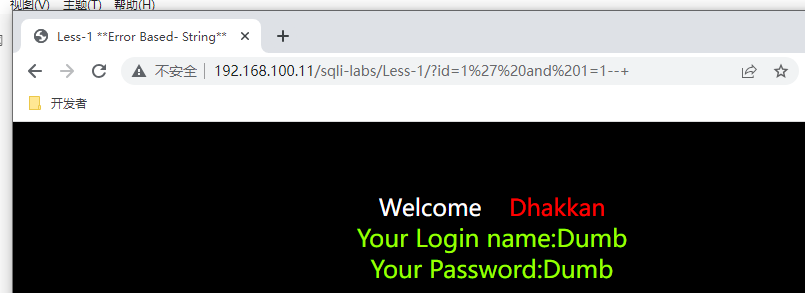 视图(V) 主题(T) 帮助(H)
Less-1 **Error Based- String**
不安全 192.168.100.11/sqli-labs/Less-1/?id=1%27%20and%201=1--+
开发者
Welcome Dhakkan
Your Login name:Dumb
Your Password:Dumb